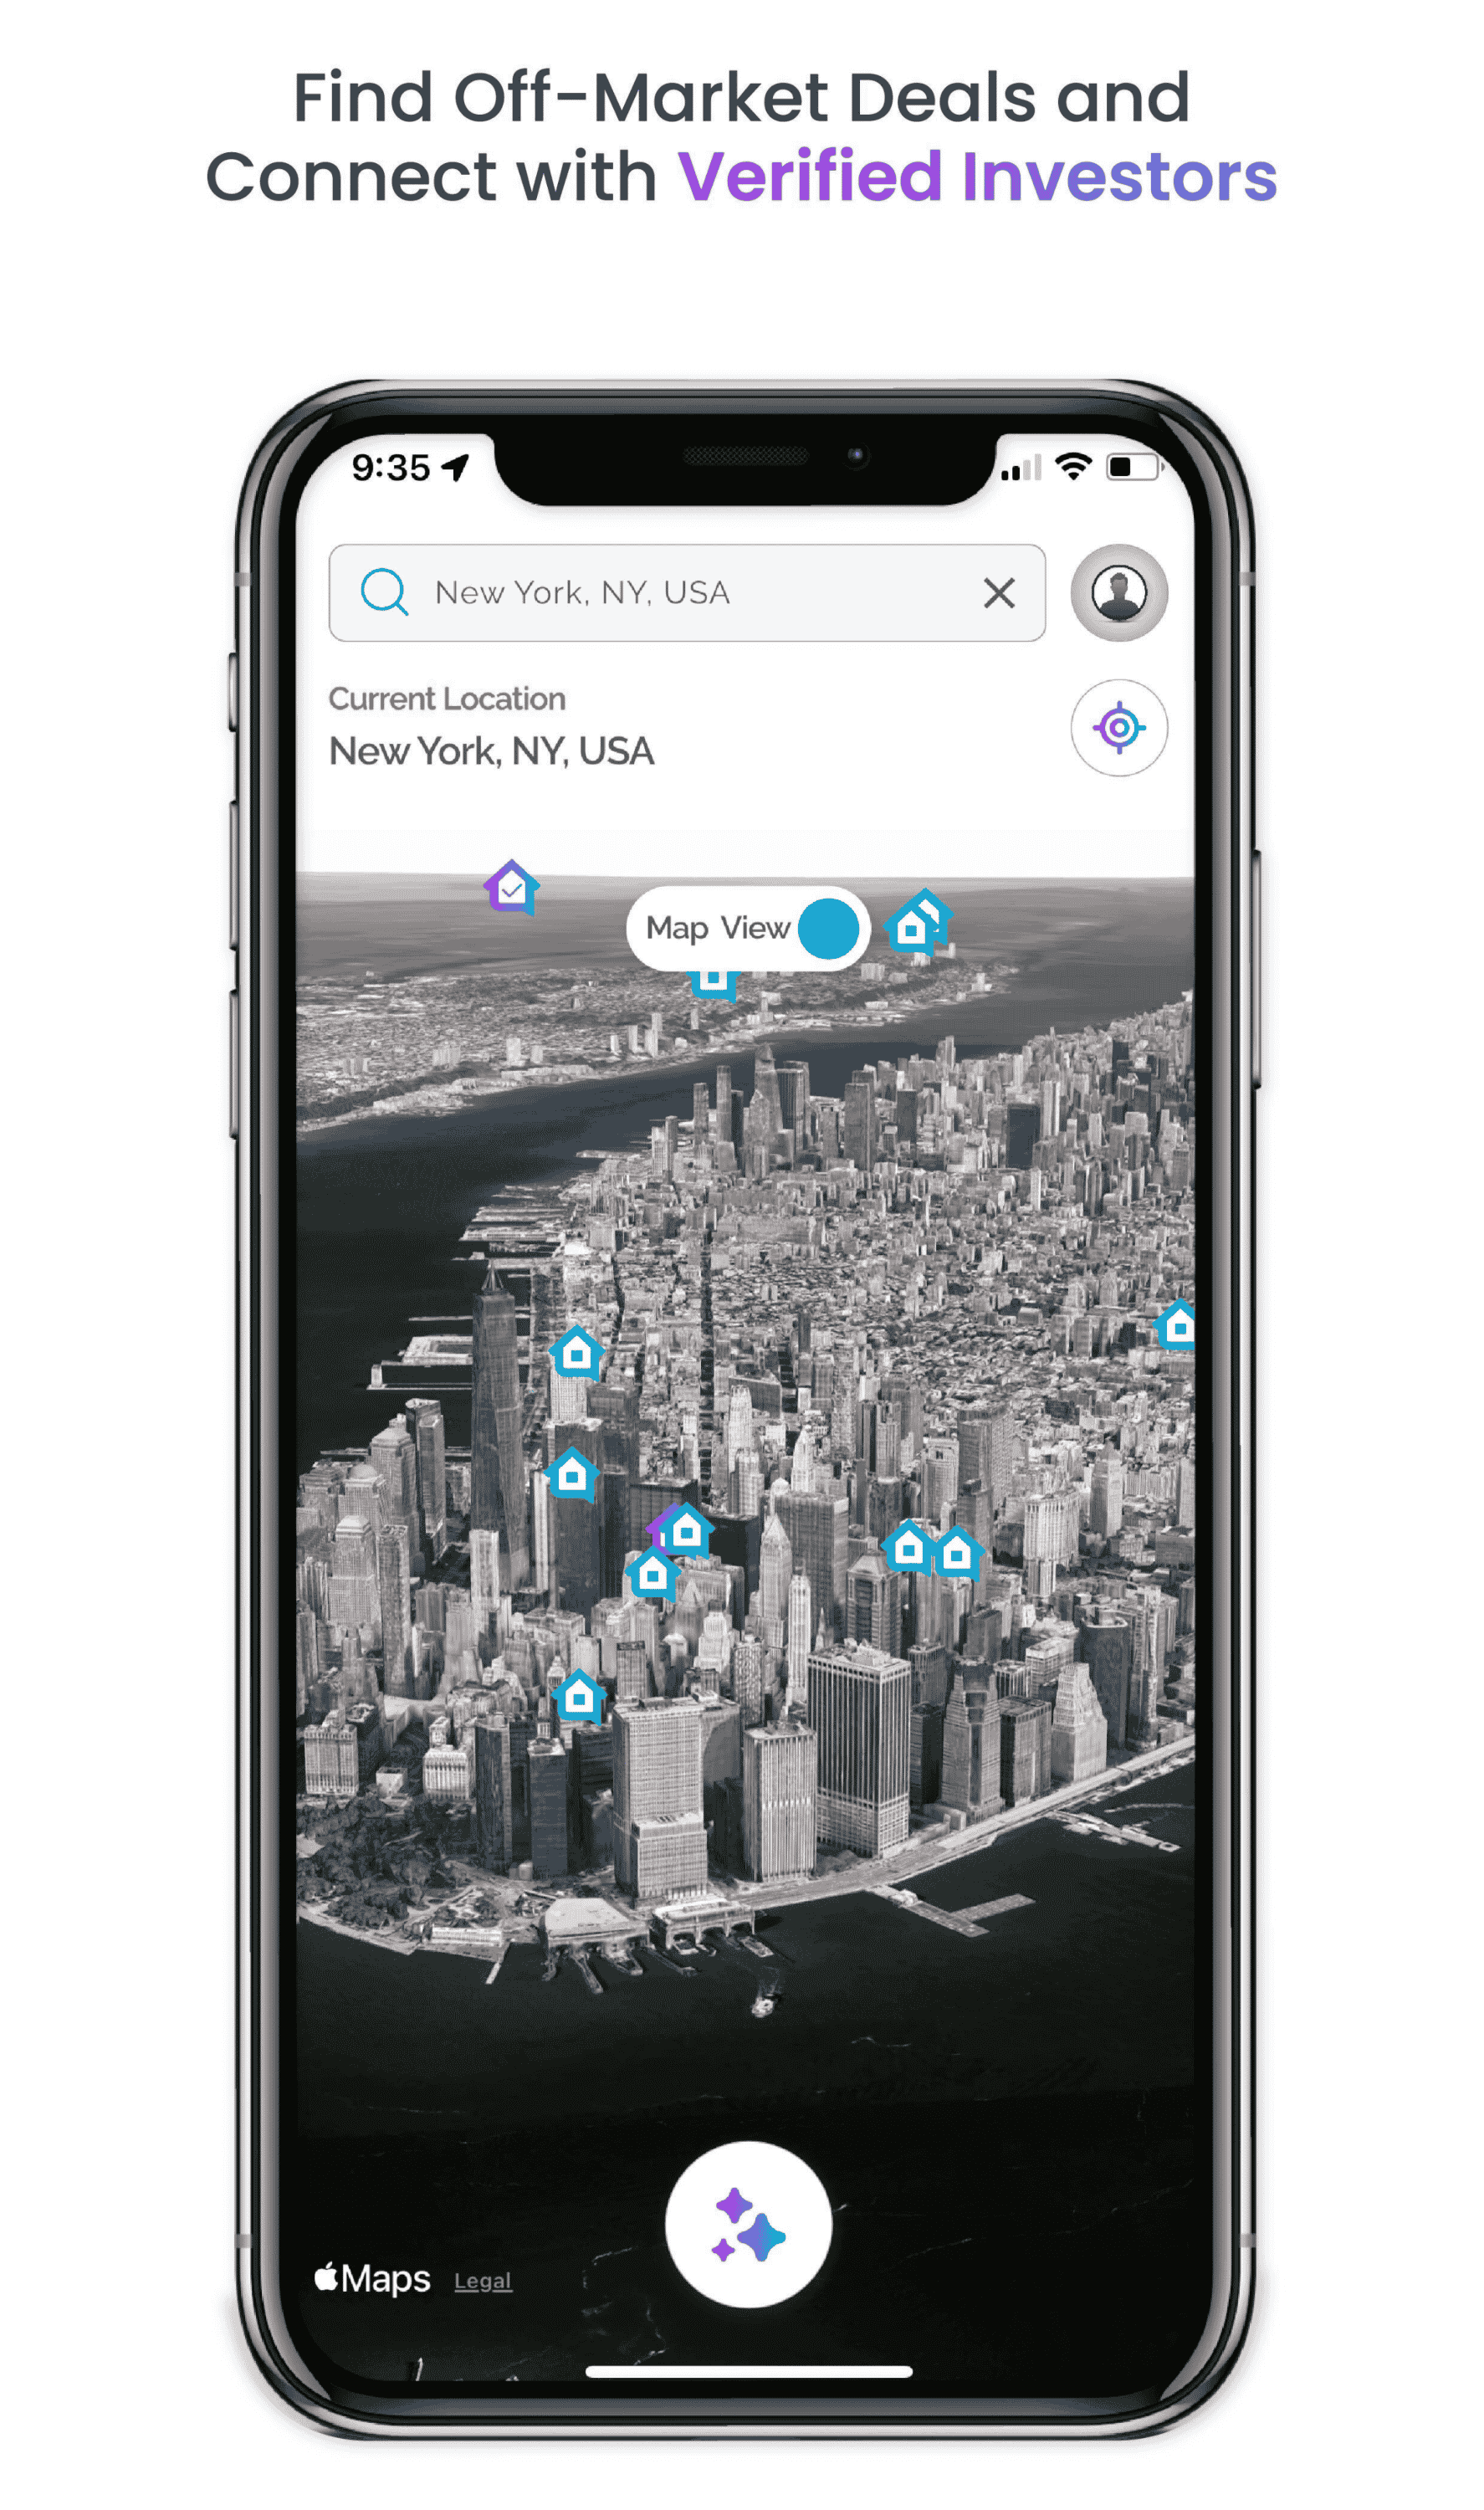 Find Off-Market Deals and
Connect with Verified Investors
9:35
New York, NY, USA
Current Location
New York, NY, USA
Map View
Maps Legal